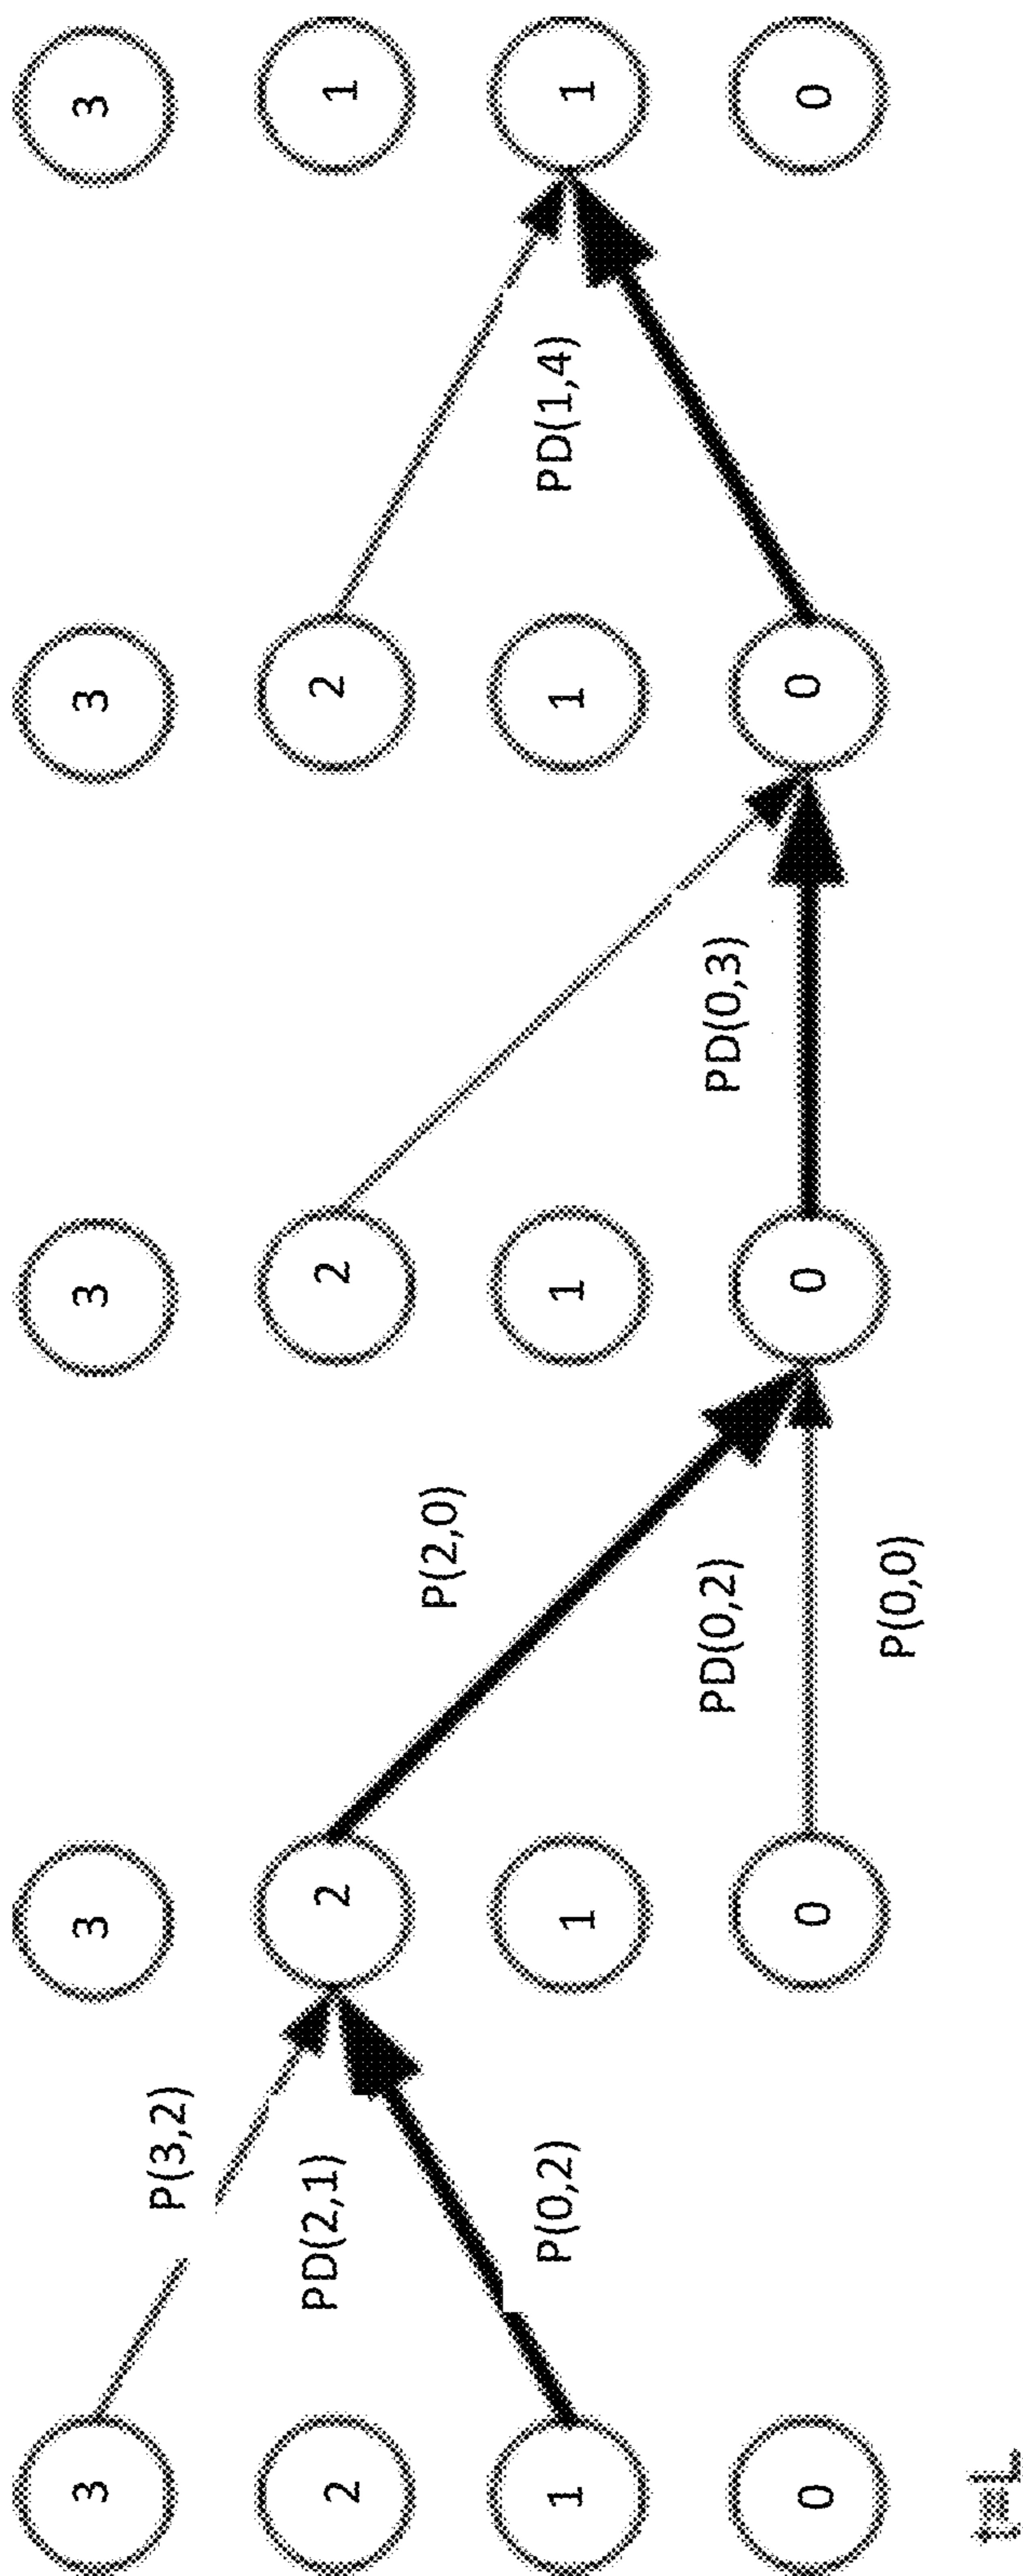 3 3 3 3 3
P(3,2)
PD(2,1)
2 2 2 2 1
P(2,0)
P(0,2) PD(1,4)
1 1 1 1 1
PD(0,2) PD(0,3)
0 0 0 0 0
P(0,0)
t=L